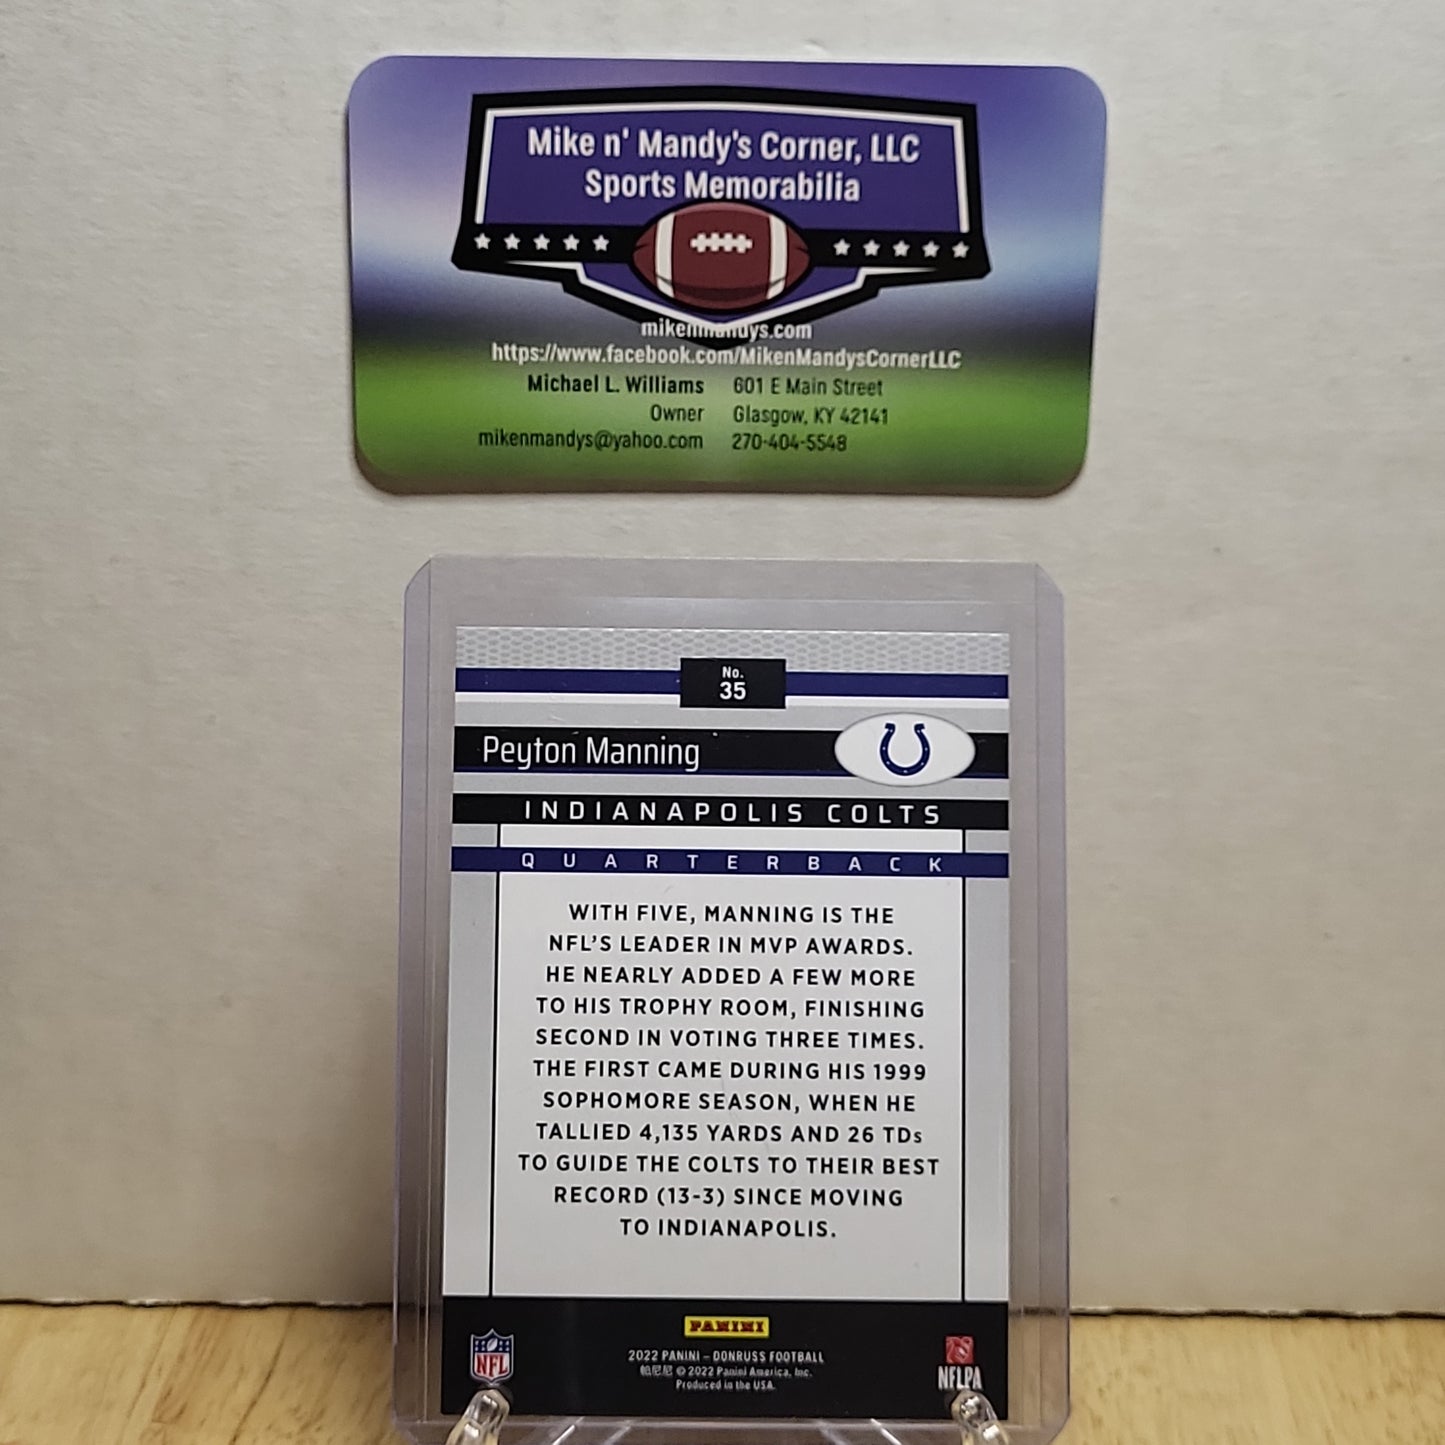 Mike n' Mandy's Corner, LLC
Sports Memorabilia
mikenmandys.com
https://www.facebook.com/MikenMandysCornerLLC
Michael L. Williams
Owner
mikenmandys@yahoo.com
601 E Main Street
Glasgow, KY 42141
270-404-5548
No.
35
Peyton Manning
INDIANAPOLIS COLTS
QUARTERBACK
WITH FIVE, MANNING IS THE
NFL'S LEADER IN MVP AWARDS.
HE NEARLY ADDED A FEW MORE
TO HIS TROPHY ROOM, FINISHING
SECOND IN VOTING THREE TIMES.
THE FIRST CAME DURING HIS 1999
SOPHOMORE SEASON, WHEN HE
TALLIED 4,135 YARDS AND 26 TDs
TO GUIDE THE COLTS TO THEIR BEST
RECORD (13-3) SINCE MOVING
TO INDIANAPOLIS.
PANINI
NFL
2022 PANINI – DONRUSS FOOTBALL
帕尼尼 © 2022 Panini America, Inc.
Produced in the USA.
NFLPA